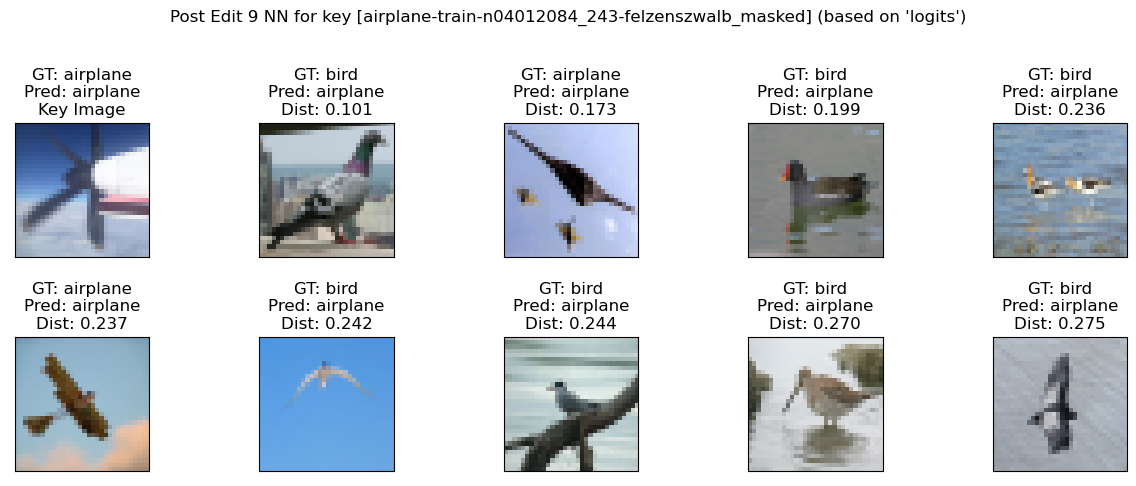 Post Edit 9 NN for key [airplane-train-n04012084_243-felzenszwalb_masked] (based on 'logits')
GT: airplane
Pred: airplane
Key Image
GT: bird
Pred: airplane
Dist: 0.101
GT: airplane
Pred: airplane
Dist: 0.173
GT: bird
Pred: airplane
Dist: 0.199
GT: bird
Pred: airplane
Dist: 0.236
GT: airplane
Pred: airplane
Dist: 0.237
GT: bird
Pred: airplane
Dist: 0.242
GT: bird
Pred: airplane
Dist: 0.244
GT: bird
Pred: airplane
Dist: 0.270
GT: bird
Pred: airplane
Dist: 0.275